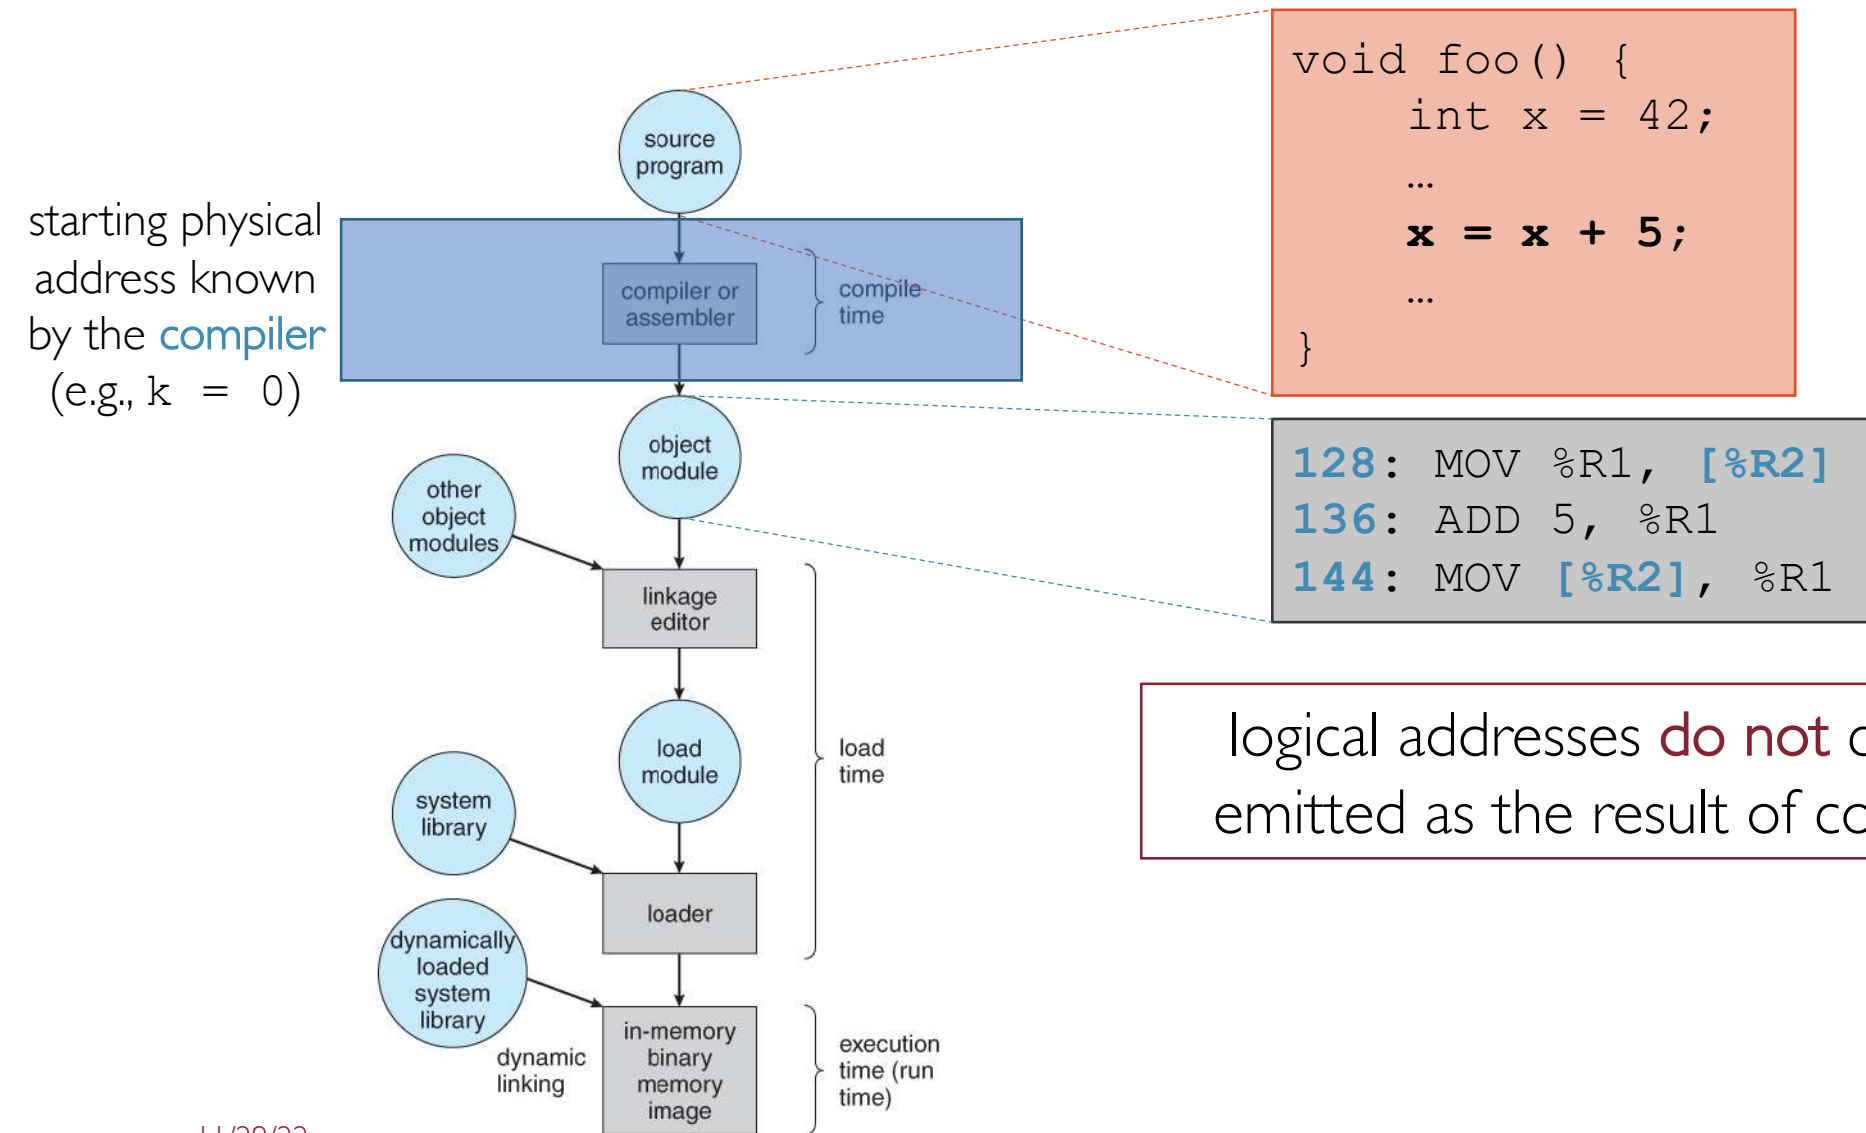 starting physical
address known
by the compiler
(e.g., k = 0)
source
program
compiler or
assembler
compile
time
object
module
other
object
modules
linkage
editor
load
module
load
time
system
library
loader
dynamically
loaded
system
library
dynamic
linking
in-memory
binary
memory
image
execution
time (run
time)
void foo() {
int x = 42;
…
x = x + 5;
…
}
128: MOV %R1, [%R2]
136: ADD 5, %R1
144: MOV [%R2], %R1
logical addresses do not
emitted as the result of